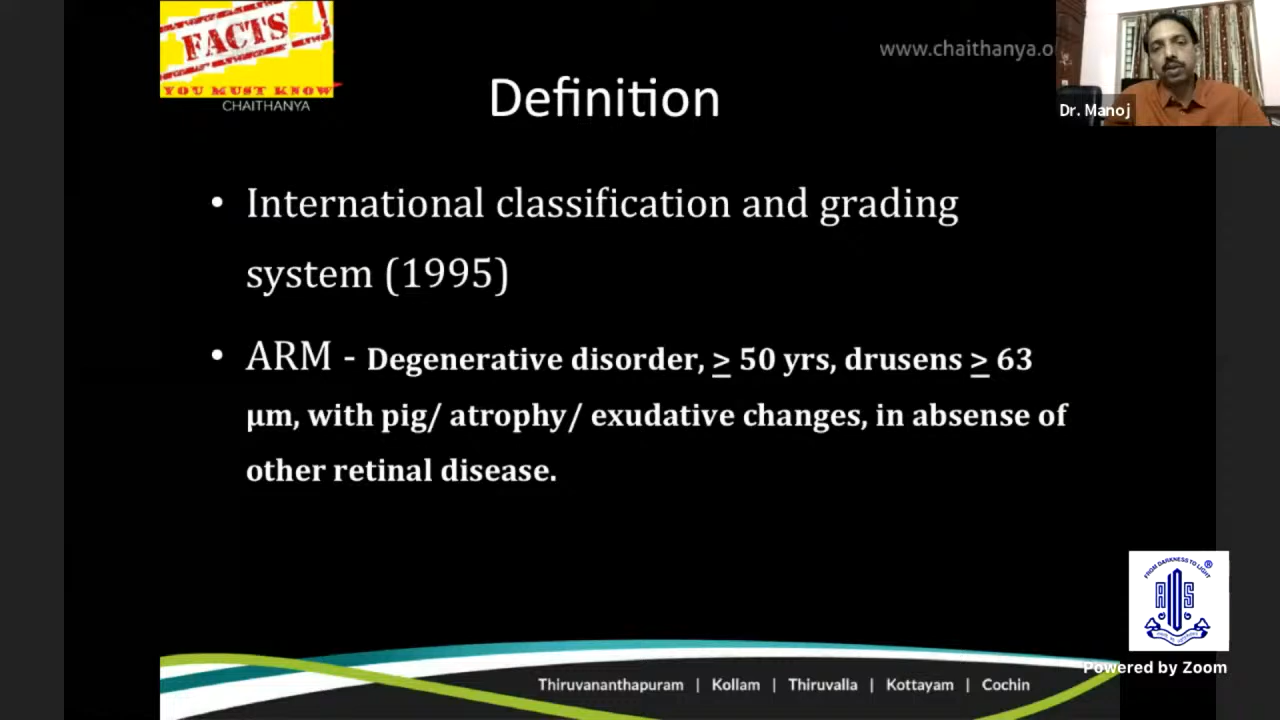 FACTS
YOU MUST KNOW
CHAITHANYA
www.chaithanya.o
Dr. Manoj
Definition
• International classification and grading
system (1995)
• ARM - Degenerative disorder, ≥ 50 yrs, drusens ≥ 63
μm, with pig/ atrophy/ exudative changes, in absense of
other retinal disease.
FROM DARKNESS TO LIGHT
®
Powered by Zoom
Thiruvananthapuram | Kollam | Thiruvalla | Kottayam | Cochin